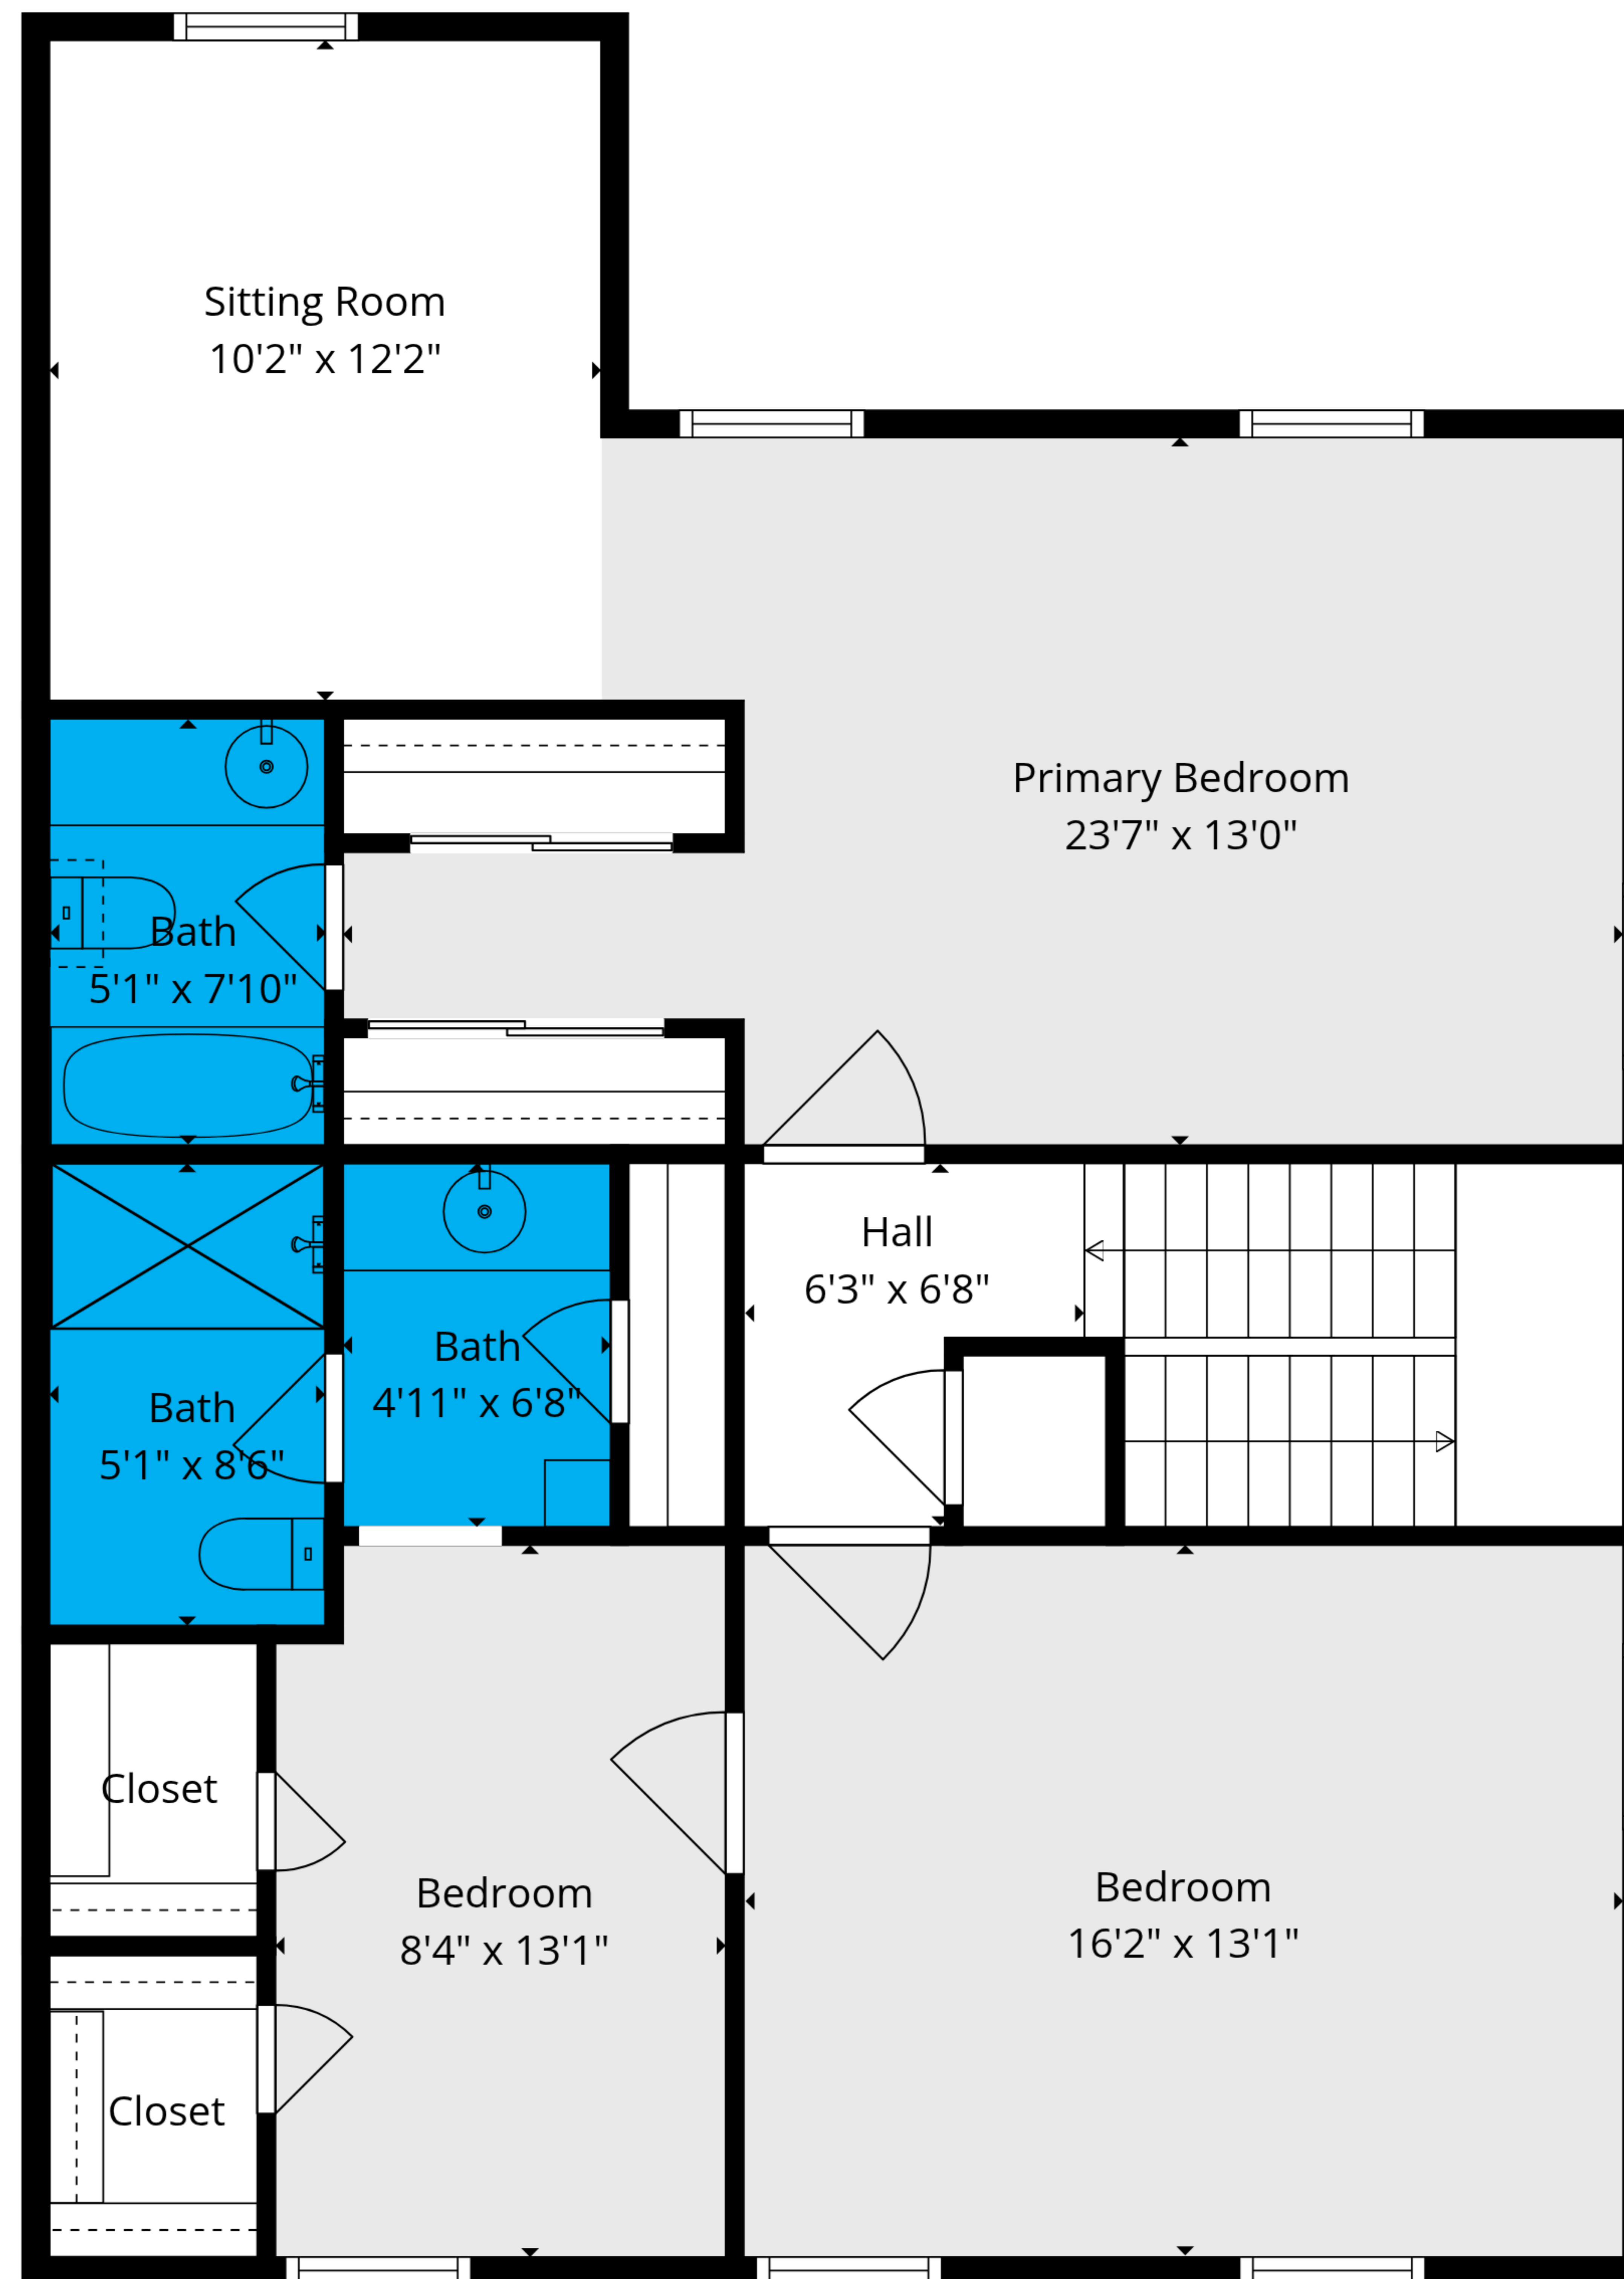 Sitting Room
10'2" x 12'2"
Primary Bedroom
23'7" x 13'0"
Bath
5'1" x 7'10"
Hall
6'3" x 6'8"
Bath
4'11" x 6'8"
Bath
5'1" x 8'6"
Closet
Bedroom
8'4" x 13'1"
Bedroom
16'2" x 13'1"
Closet